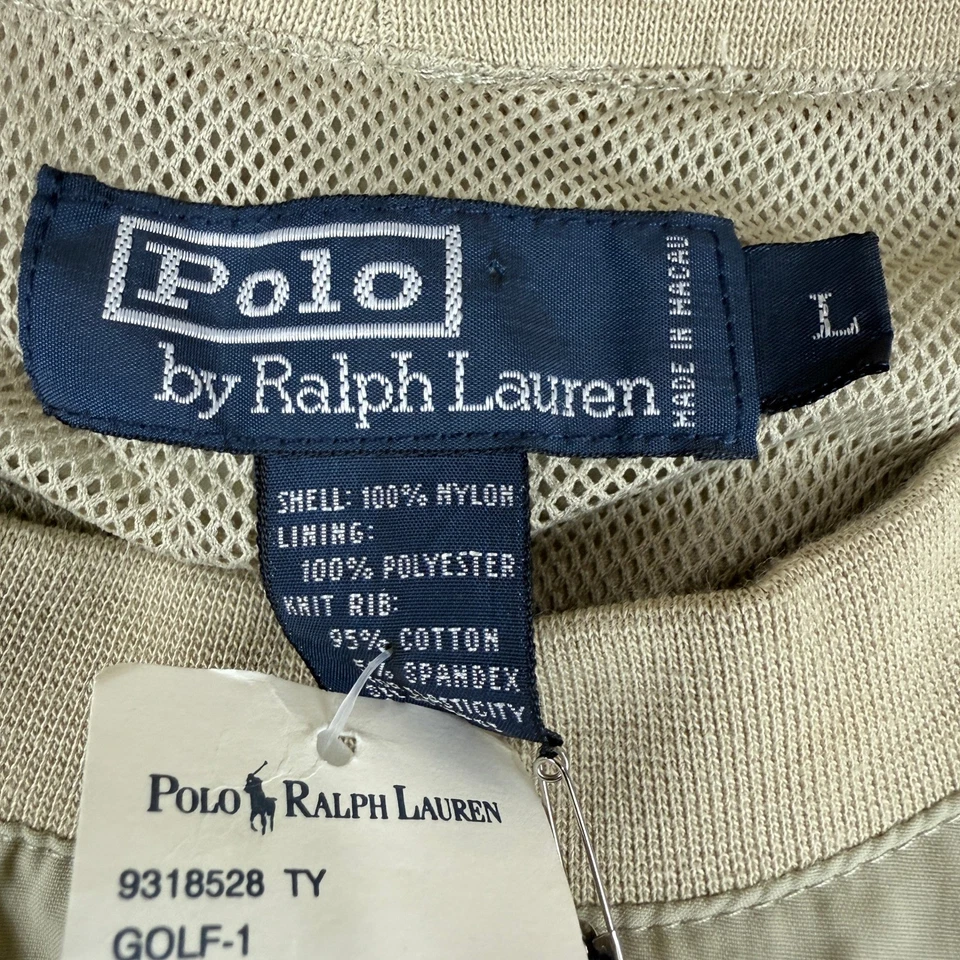 Polo
by Ralph Lauren
MADE IN MACAU
L
SHELL: 100% NYLON
LINING:
100% POLYESTER
KNIT RIB:
95% COTTON
5% SPANDEX
POLO RALPH LAUREN
9318528 TY
GOLF-1